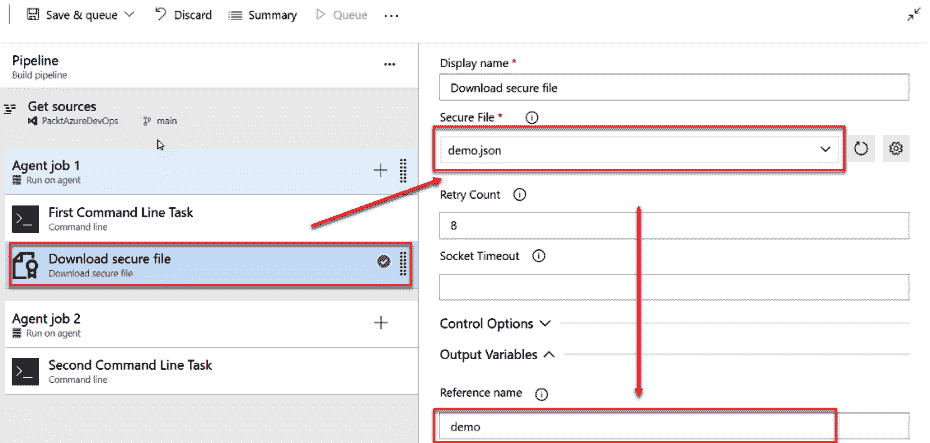 Save & queue
Discard
Summary
Queue
...
Pipeline
Build pipeline
...
Get sources
PacktAzureDevOps
main
Agent job 1
Run on agent
First Command Line Task
Command line
Download secure file
Download secure file
Agent job 2
Run on agent
Second Command Line Task
Command line
Display name *
Download secure file
Secure File *
demo.json
Retry Count
8
Socket Timeout
Control Options
Output Variables
Reference name
demo